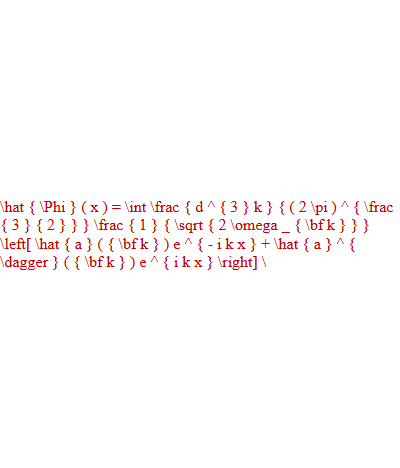 \hat { \Phi } ( x ) = \int \frac { d ^ { 3 } k } { ( 2 \pi ) ^ { \frac
{ 3 } { 2 } } } \frac { 1 } { \sqrt { 2 \omega _ { \bf k } } }
\left[ \hat { a } ( { \bf k } ) e ^ { - i k x } + \hat { a } ^ {
\dagger } ( { \bf k } ) e ^ { i k x } \right] \